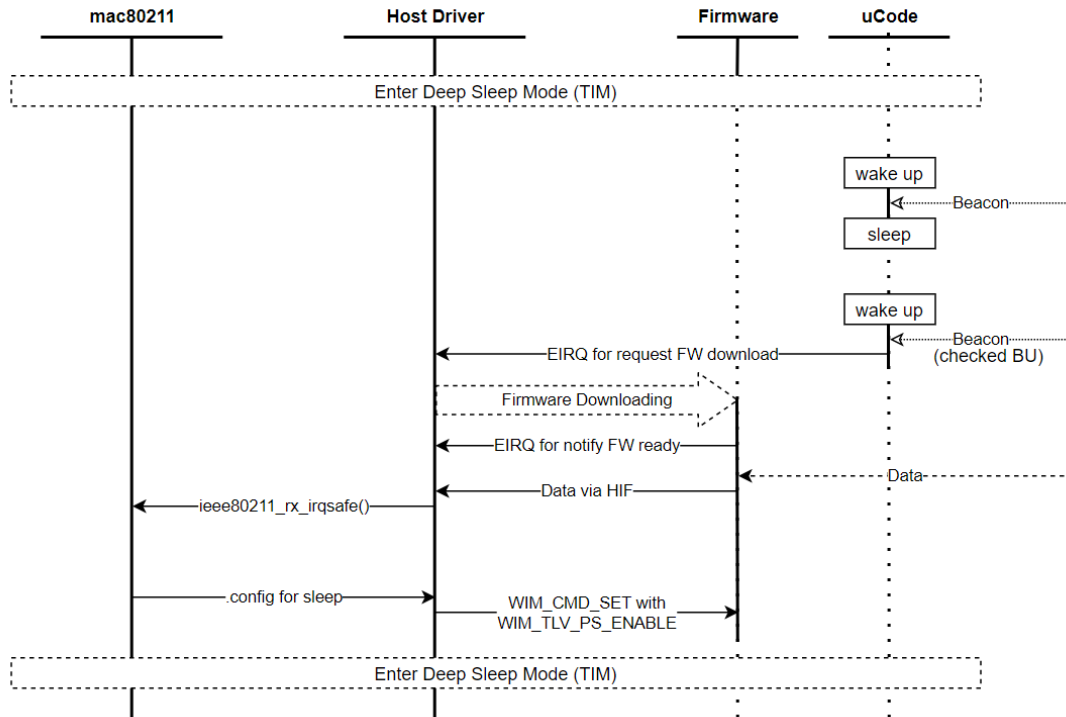 mac80211
Host Driver
Firmware
uCode
Enter Deep Sleep Mode (TIM)
wake up
Beacon
sleep
wake up
Beacon
(checked BU)
EIRQ for request FW download
Firmware Downloading
EIRQ for notify FW ready
Data
Data via HIF
ieee80211_rx_irqsafe()
.config for sleep
WIM_CMD_SET with
WIM_TLV_PS_ENABLE
Enter Deep Sleep Mode (TIM)